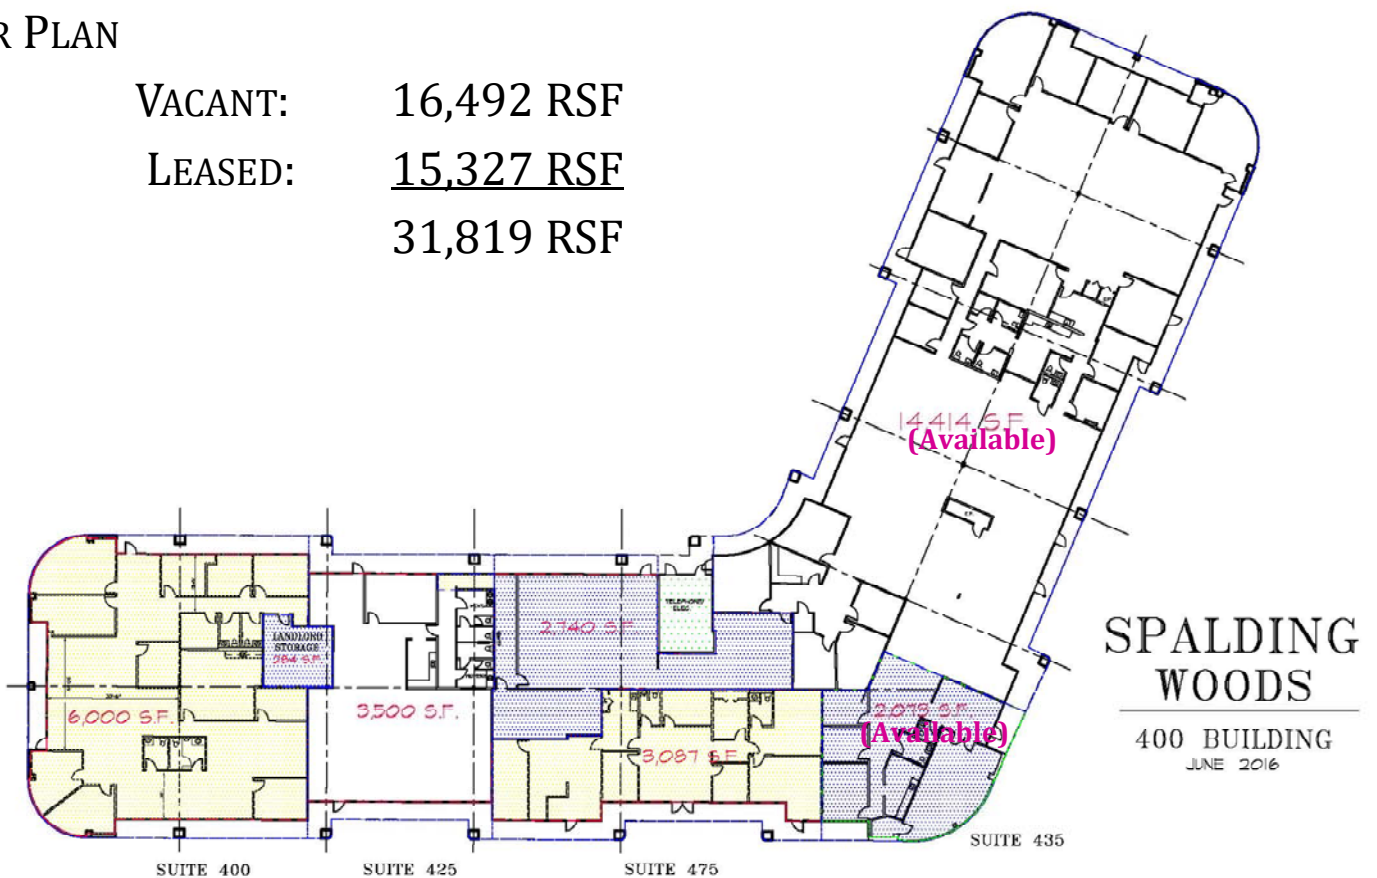 R PLAN
VACANT: 16,492 RSF
LEASED: 15,327 RSF
31,819 RSF
14,414 S.F.
(Available)
TELEPHONE/
ELEC.
2,740 S.F.
LANDLORD
STORAGE
284 S.F.
6,000 S.F.
3,500 S.F.
3,087 S.F.
2,078 S.F.
(Available)
SPALDING
WOODS
400 BUILDING
JUNE 2016
SUITE 435
SUITE 400
SUITE 425
SUITE 475